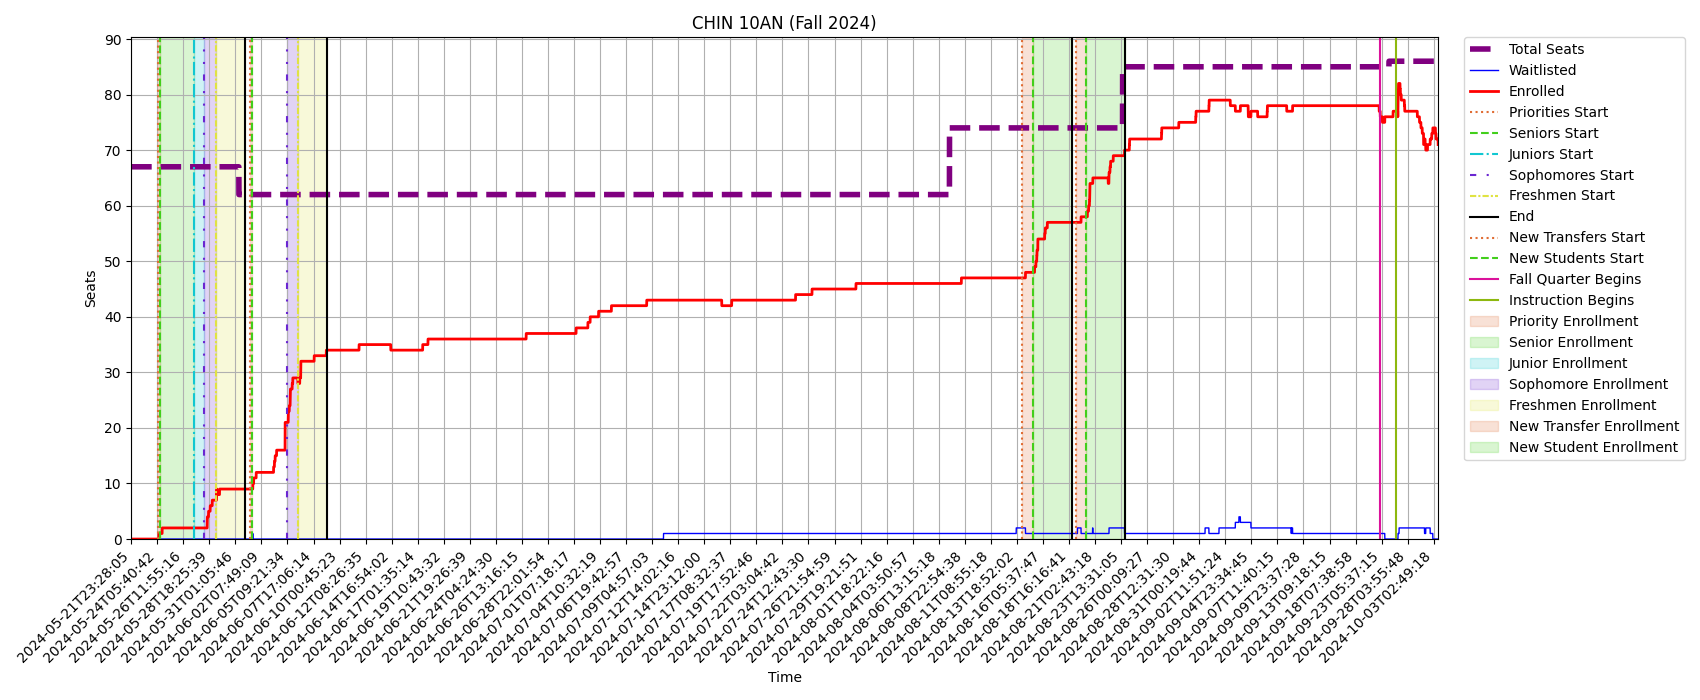 CHIN 10AN (Fall 2024)
90
80
70
60
50
40
30
20
10
0
Seats
2024-05-21T23:28:05
2024-05-24T05:40:42
2024-05-26T11:55:16
2024-05-28T18:25:39
2024-05-31T01:05:46
2024-06-02T07:49:09
2024-06-05T09:21:34
2024-06-07T17:06:14
2024-06-10T00:45:23
2024-06-12T08:26:35
2024-06-14T16:54:02
2024-06-17T01:35:14
2024-06-19T10:43:32
2024-06-21T19:26:39
2024-06-24T04:24:30
2024-06-26T13:16:15
2024-06-28T22:01:54
2024-07-01T07:18:17
2024-07-04T10:32:19
2024-07-06T19:42:57
2024-07-09T04:57:03
2024-07-12T14:02:16
2024-07-14T23:12:00
2024-07-17T08:32:37
2024-07-19T17:52:46
2024-07-22T03:04:42
2024-07-24T12:43:30
2024-07-26T21:54:59
2024-07-29T19:21:51
2024-08-01T18:22:16
2024-08-04T03:50:57
2024-08-06T13:15:18
2024-08-08T22:54:38
2024-08-11T08:55:18
2024-08-13T18:52:02
2024-08-16T05:37:47
2024-08-18T16:16:41
2024-08-21T02:43:18
2024-08-23T13:31:05
2024-08-26T00:09:27
2024-08-28T12:31:30
2024-08-31T00:19:44
2024-09-02T11:51:24
2024-09-04T23:34:45
2024-09-07T11:40:15
2024-09-09T23:37:28
2024-09-13T09:18:15
2024-09-18T07:38:58
2024-09-23T05:37:15
2024-09-28T03:55:48
2024-10-03T02:49:18
Time
Total Seats
Waitlisted
Enrolled
Priorities Start
Seniors Start
Juniors Start
Sophomores Start
Freshmen Start
End
New Transfers Start
New Students Start
Fall Quarter Begins
Instruction Begins
Priority Enrollment
Senior Enrollment
Junior Enrollment
Sophomore Enrollment
Freshmen Enrollment
New Transfer Enrollment
New Student Enrollment